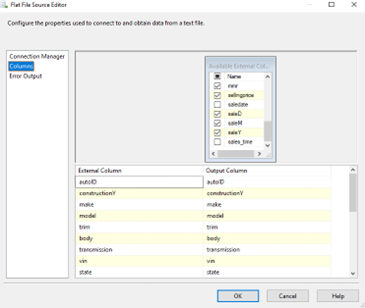 Flat File Source Editor
Configure the properties used to connect to and obtain data from a text file.
Connection Manager
Columns
Error Output
Available External Col...
Name
mmr
sellingprice
saledate
saleD
saleM
saleY
sales_time
External Column Output Column
autoID autoID
constructionY constructionY
make make
model model
trim trim
body body
transmission transmission
vin vin
state state
OK Cancel Help